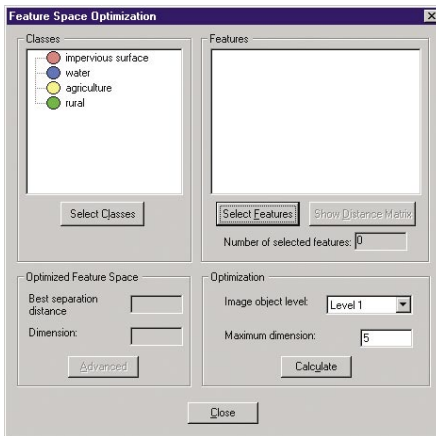 Feature Space Optimization
Classes
impervious surface
water
agriculture
rural
Select Classes
Features
Select Features
Show Distance Matrix
Number of selected features: 0
Optimized Feature Space
Best separation
distance
Dimension:
Advanced
Optimization
Image object level: Level 1
Maximum dimension: 5
Calculate
Close